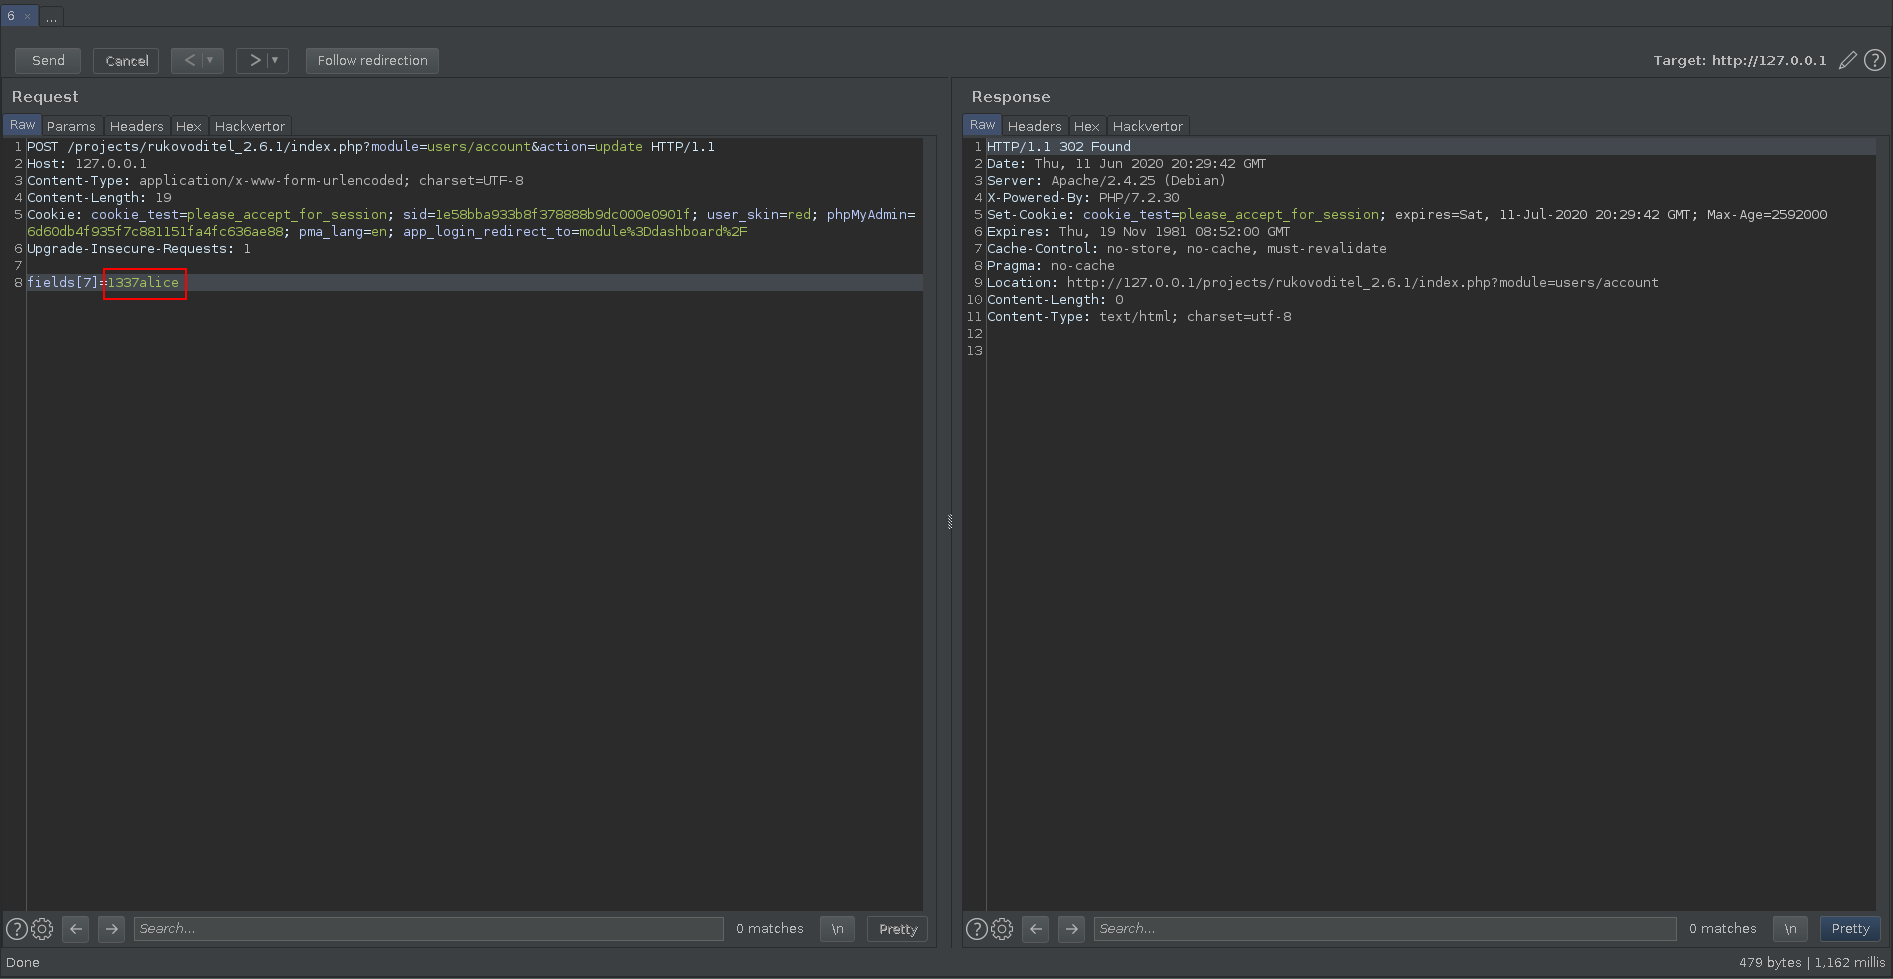 6 × ...
Send Cancel < ▼ > ▼ Follow redirection Target: http://127.0.0.1 ?
Request
Raw Params Headers Hex Hackvertor
1 POST /projects/rukovoditel_2.6.1/index.php?module=users/account&action=update HTTP/1.1
2 Host: 127.0.0.1
3 Content-Type: application/x-www-form-urlencoded; charset=UTF-8
4 Content-Length: 19
5 Cookie: cookie_test=please_accept_for_session; sid=1e58bba933b8f378888b9dc000e0901f; user_skin=red; phpMyAdmin=
6d60db4f935f7c881151fa4fc636ae88; pma_lang=en; app_login_redirect_to=module%3Ddashboard%2F
6 Upgrade-Insecure-Requests: 1
7
8 fields[7]=1337alice
? Search... 0 matches \n Pretty
Response
Raw Headers Hex Hackvertor
1 HTTP/1.1 302 Found
2 Date: Thu, 11 Jun 2020 20:29:42 GMT
3 Server: Apache/2.4.25 (Debian)
4 X-Powered-By: PHP/7.2.30
5 Set-Cookie: cookie_test=please_accept_for_session; expires=Sat, 11-Jul-2020 20:29:42 GMT; Max-Age=2592000
6 Expires: Thu, 19 Nov 1981 08:52:00 GMT
7 Cache-Control: no-store, no-cache, must-revalidate
8 Pragma: no-cache
9 Location: http://127.0.0.1/projects/rukovoditel_2.6.1/index.php?module=users/account
10 Content-Length: 0
11 Content-Type: text/html; charset=utf-8
12
13
? Search... 0 matches \n Pretty
Done 479 bytes | 1,162 millis